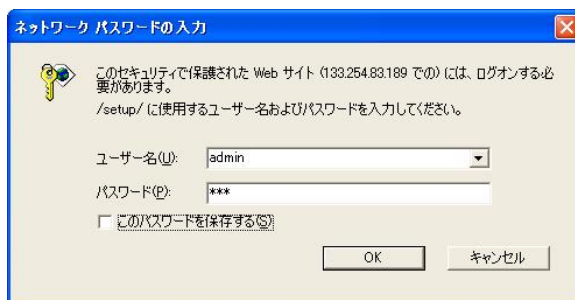 ネットワーク パスワードの入力
このセキュリティで保護された Web サイト (133.254.83.189 での) には、ログオンする必
要があります。
/setup/ に使用するユーザー名およびパスワードを入力してください。
ユーザー名(U):
admin
パスワード(P):
***
このパスワードを保存する(S)
OK
キャンセル